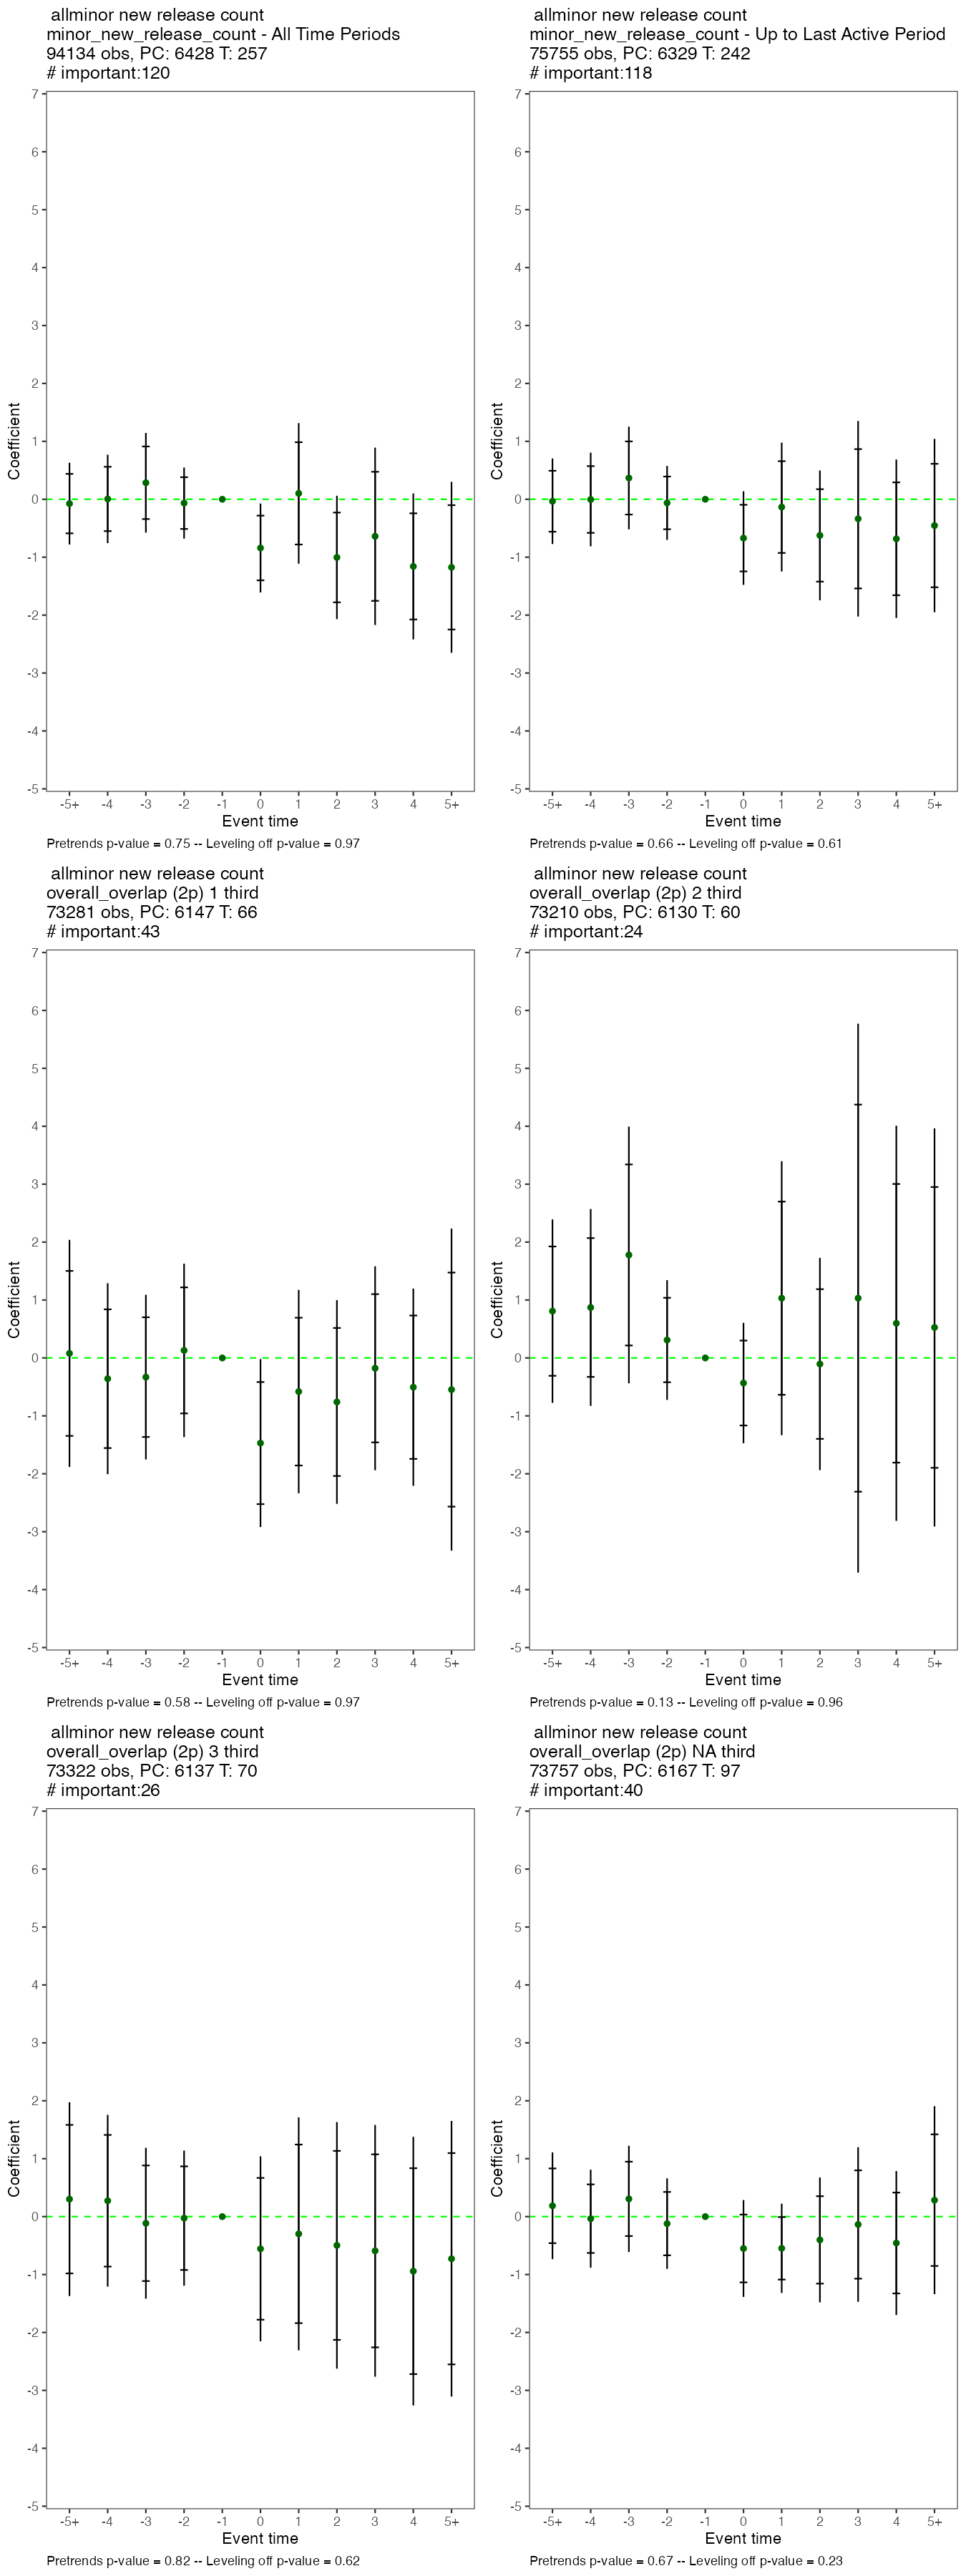 allminor new release count
minor_new_release_count - All Time Periods
94134 obs, PC: 6428 T: 257
# important:120
7
6
5
4
3
2
1
0
-1
-2
-3
-4
-5
Coefficient
-5+ -4 -3 -2 -1 0 1 2 3 4 5+
Event time
Pretrends p-value = 0.75 -- Leveling off p-value = 0.97
allminor new release count
minor_new_release_count - Up to Last Active Period
75755 obs, PC: 6329 T: 242
# important:118
7
6
5
4
3
2
1
0
-1
-2
-3
-4
-5
Coefficient
-5+ -4 -3 -2 -1 0 1 2 3 4 5+
Event time
Pretrends p-value = 0.66 -- Leveling off p-value = 0.61
allminor new release count
overall_overlap (2p) 1 third
73281 obs, PC: 6147 T: 66
# important:43
7
6
5
4
3
2
1
0
-1
-2
-3
-4
-5
Coefficient
-5+ -4 -3 -2 -1 0 1 2 3 4 5+
Event time
Pretrends p-value = 0.58 -- Leveling off p-value = 0.97
allminor new release count
overall_overlap (2p) 2 third
73210 obs, PC: 6130 T: 60
# important:24
7
6
5
4
3
2
1
0
-1
-2
-3
-4
-5
Coefficient
-5+ -4 -3 -2 -1 0 1 2 3 4 5+
Event time
Pretrends p-value = 0.13 -- Leveling off p-value = 0.96
allminor new release count
overall_overlap (2p) 3 third
73322 obs, PC: 6137 T: 70
# important:26
7
6
5
4
3
2
1
0
-1
-2
-3
-4
-5
Coefficient
-5+ -4 -3 -2 -1 0 1 2 3 4 5+
Event time
Pretrends p-value = 0.82 -- Leveling off p-value = 0.62
allminor new release count
overall_overlap (2p) NA third
73757 obs, PC: 6167 T: 97
# important:40
7
6
5
4
3
2
1
0
-1
-2
-3
-4
-5
Coefficient
-5+ -4 -3 -2 -1 0 1 2 3 4 5+
Event time
Pretrends p-value = 0.67 -- Leveling off p-value = 0.23